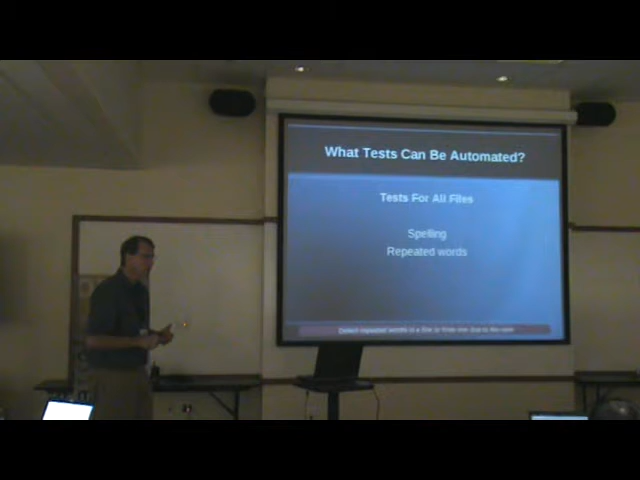 What Tests Can Be Automated?
Tests For All Files
Spelling
Repeated words